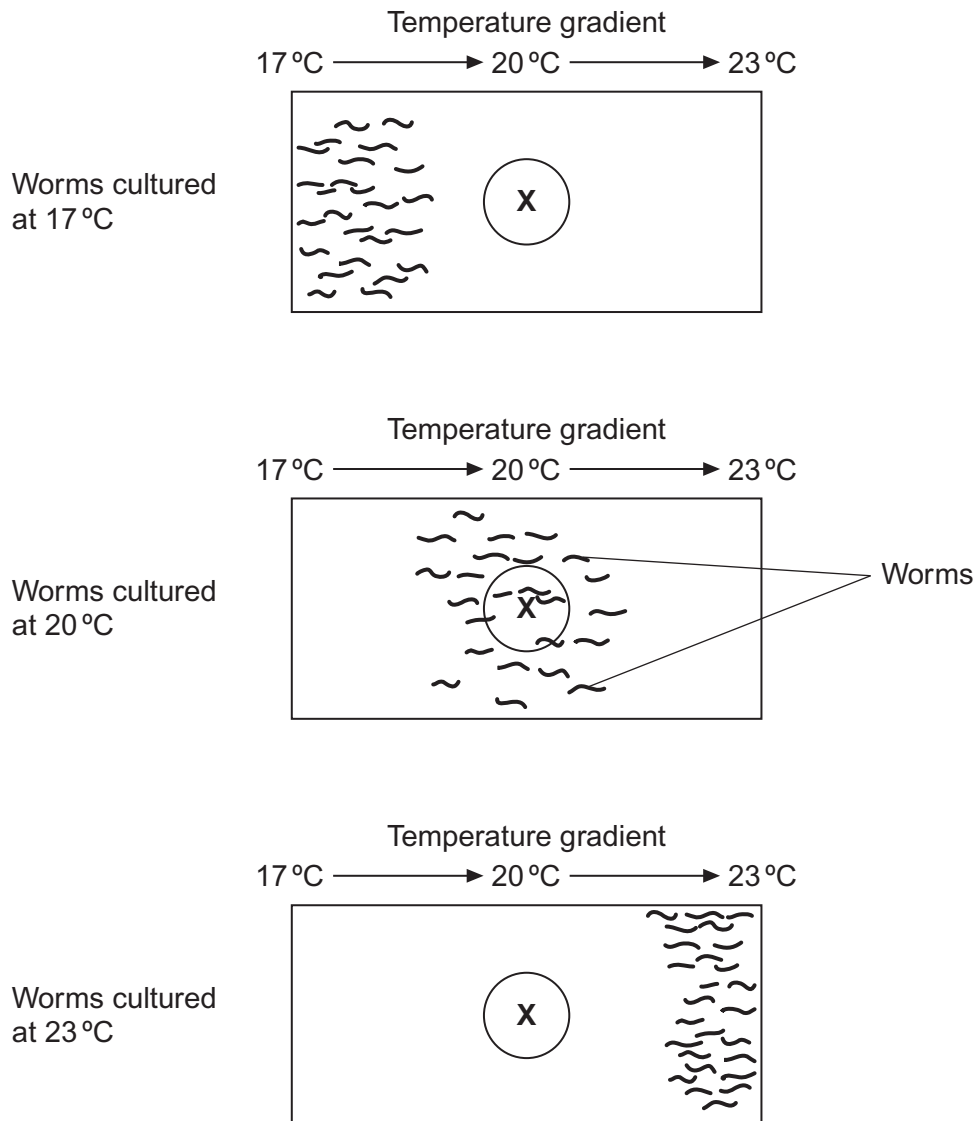 Temperature gradient
17 ºC 20 ºC 23 ºC
Worms cultured
at 17 ºC
X
Temperature gradient
17 ºC 20 ºC 23 ºC
Worms cultured
at 20 ºC
X
Worms
Temperature gradient
17 ºC 20 ºC 23 ºC
Worms cultured
at 23 ºC
X